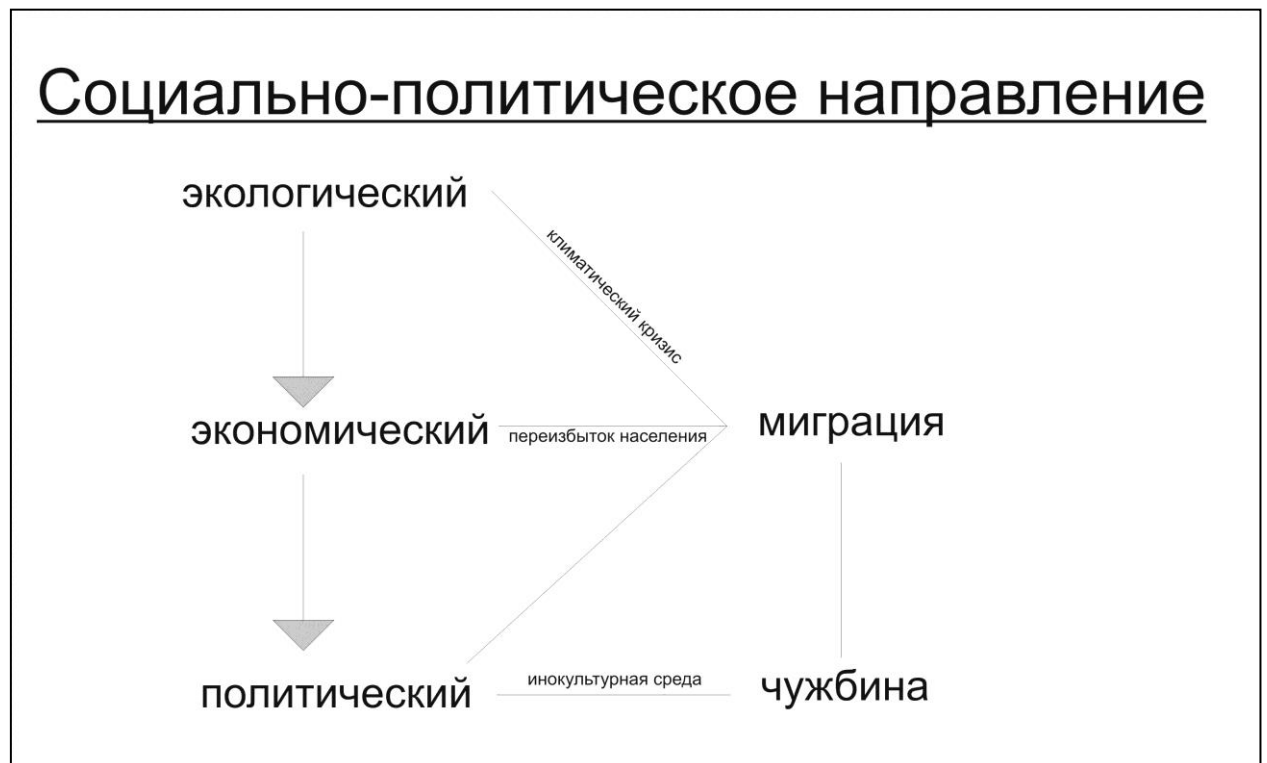 Социально-политическое направление
экологический
климатический кризис
экономический
переизбыток населения
миграция
политический
инокультурная среда
чужбина